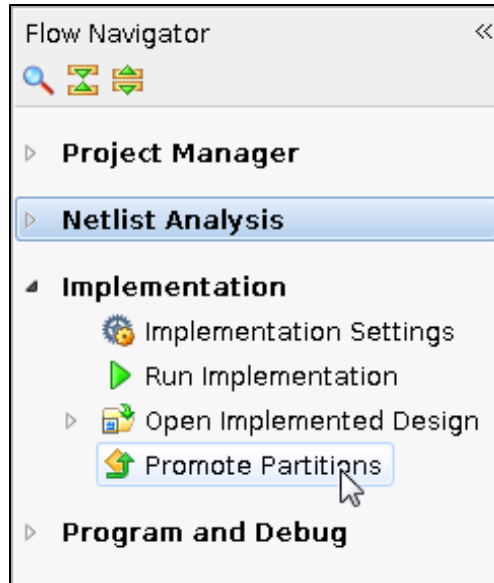 Flow Navigator
Project Manager
Netlist Analysis
Implementation
Implementation Settings
Run Implementation
Open Implemented Design
Promote Partitions
Program and Debug